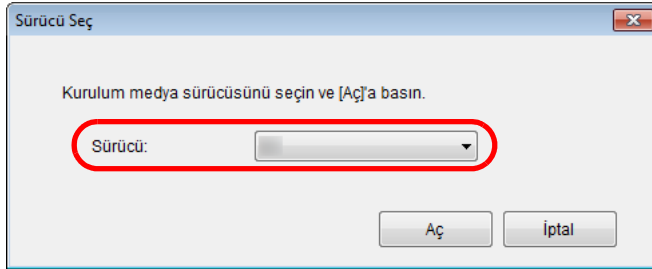 Sürücü Seç
Kurulum medya sürücüsünü seçin ve [Aç]'a basın.
Sürücü:
Aç İptal